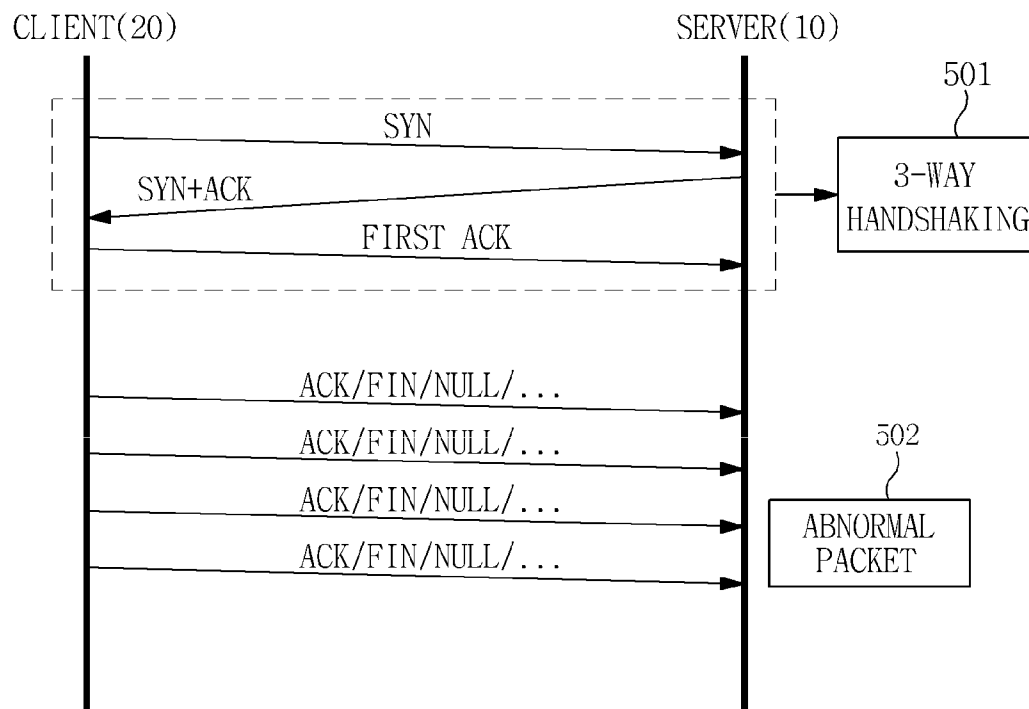 CLIENT(20)
SERVER(10)
501
SYN
3-WAY
HANDSHAKING
SYN+ACK
FIRST ACK
ACK/FIN/NULL/...
ACK/FIN/NULL/...
502
ACK/FIN/NULL/...
ABNORMAL
PACKET
ACK/FIN/NULL/...